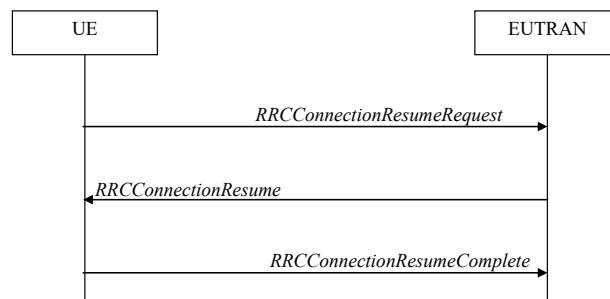 UE
EUTRAN
RRCConnectionResumeRequest
RRCConnectionResume
RRCConnectionResumeComplete